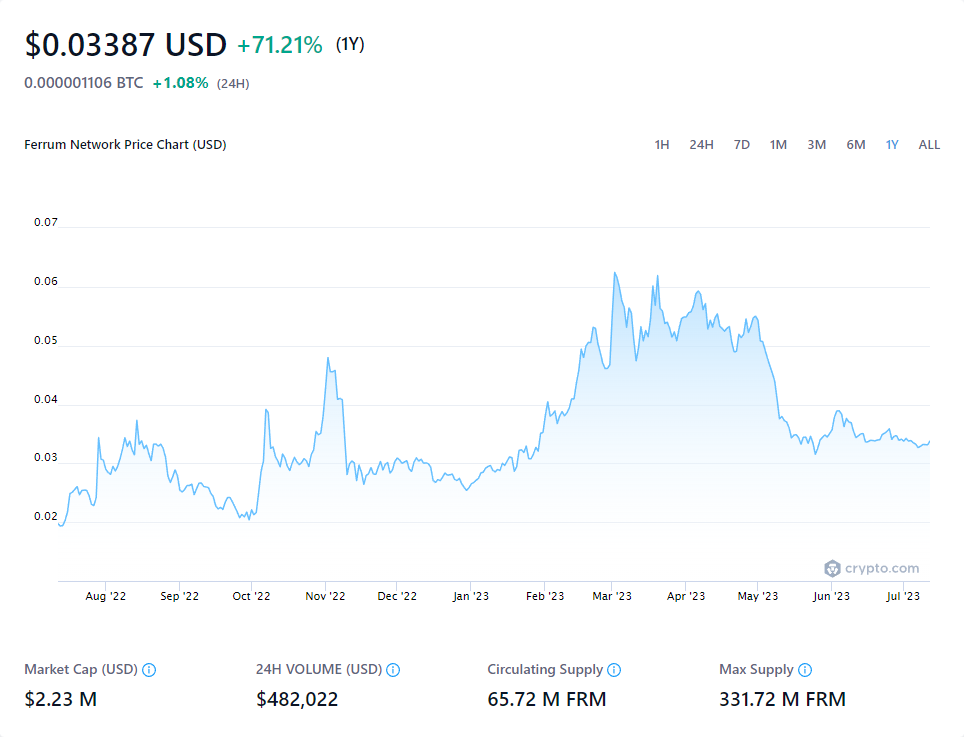 $0.03387 USD +71.21% (1Y)
0.000001106 BTC +1.08% (24H)
Ferrum Network Price Chart (USD) 1H 24H 7D 1M 3M 6M 1Y ALL
0.07
0.06
0.05
0.04
0.03
0.02
crypto.com
Aug '22 Sep '22 Oct '22 Nov '22 Dec '22 Jan '23 Feb '23 Mar '23 Apr '23 May '23 Jun '23 Jul '23
Market Cap (USD) 24H VOLUME (USD) Circulating Supply Max Supply
$2.23 M $482,022 65.72 M FRM 331.72 M FRM